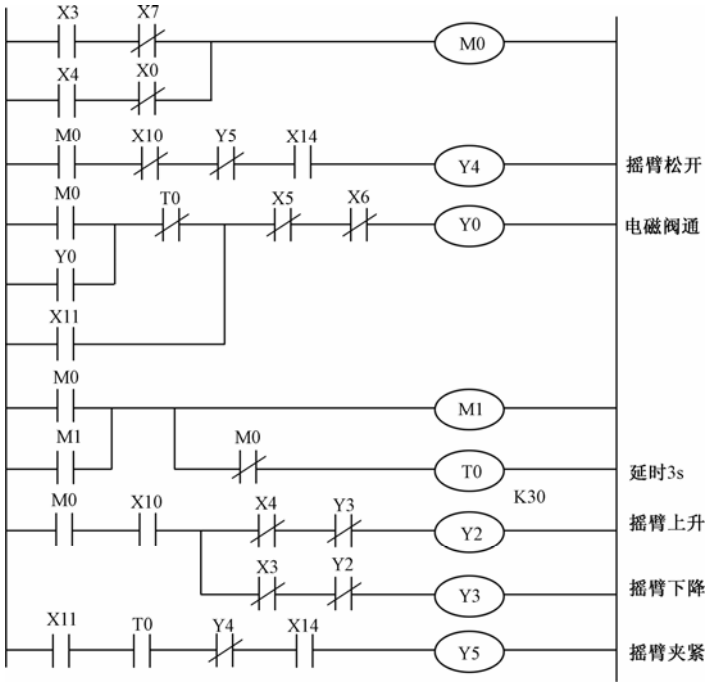 X3 X7
M0
X4 X0
M0 X10 Y5 X14
Y4 摇臂松开
M0 T0 X5 X6
Y0 电磁阀通
Y0
X11
M0
M1
M1 M0
T0 延时3s
K30
M0 X10 X4 Y3
Y2 摇臂上升
X3 Y2
Y3 摇臂下降
X11 T0 Y4 X14
Y5 摇臂夹紧